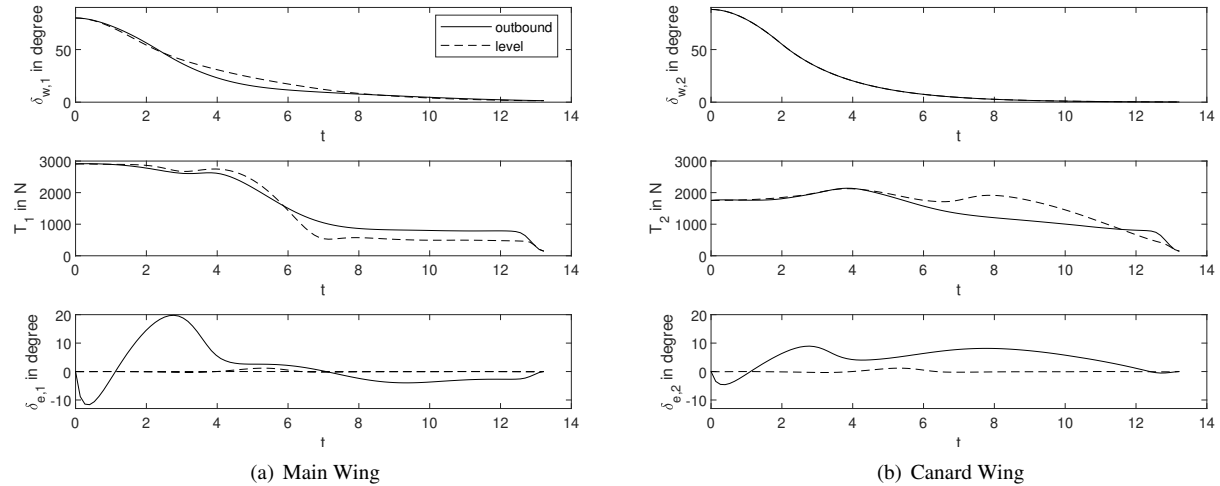 50
0
δw,1 in degree
outbound
level
0 2 4 6 8 10 12 14
t
3000
2000
1000
0
T1 in N
0 2 4 6 8 10 12 14
t
20
10
0
-10
δe,1 in degree
0 2 4 6 8 10 12 14
t
(a) Main Wing
50
0
δw,2 in degree
0 2 4 6 8 10 12 14
t
3000
2000
1000
0
T2 in N
0 2 4 6 8 10 12 14
t
20
10
0
-10
δe,2 in degree
0 2 4 6 8 10 12 14
t
(b) Canard Wing